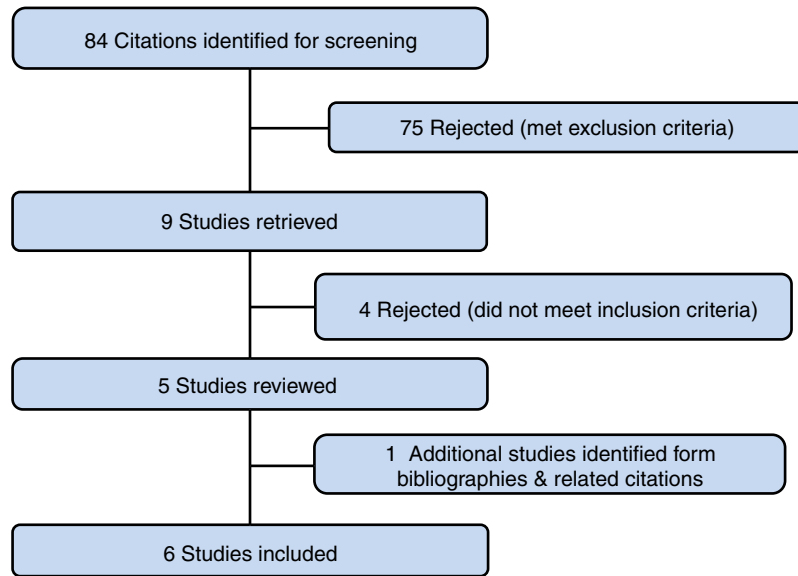 84 Citations identified for screening
75 Rejected (met exclusion criteria)
9 Studies retrieved
4 Rejected (did not meet inclusion criteria)
5 Studies reviewed
1 Additional studies identified form
bibliographies & related citations
6 Studies included